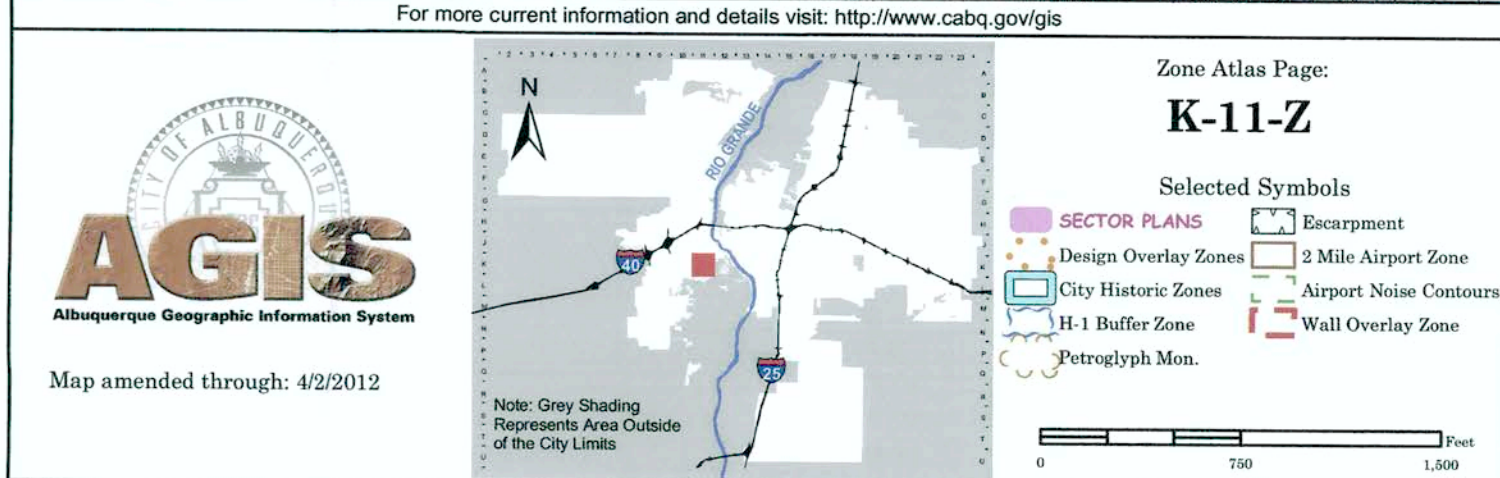 For more current information and details visit: http://www.cabq.gov/gis
CITY OF ALBUQUERQUE
AGIS
Albuquerque Geographic Information System
Map amended through: 4/2/2012
N
RIO GRANDE
40
25
Note: Grey Shading
Represents Area Outside
of the City Limits
Zone Atlas Page:
K-11-Z
Selected Symbols
SECTOR PLANS
Escarpment
Design Overlay Zones
2 Mile Airport Zone
City Historic Zones
Airport Noise Contours
H-1 Buffer Zone
Wall Overlay Zone
Petroglyph Mon.
Feet
0 750 1,500